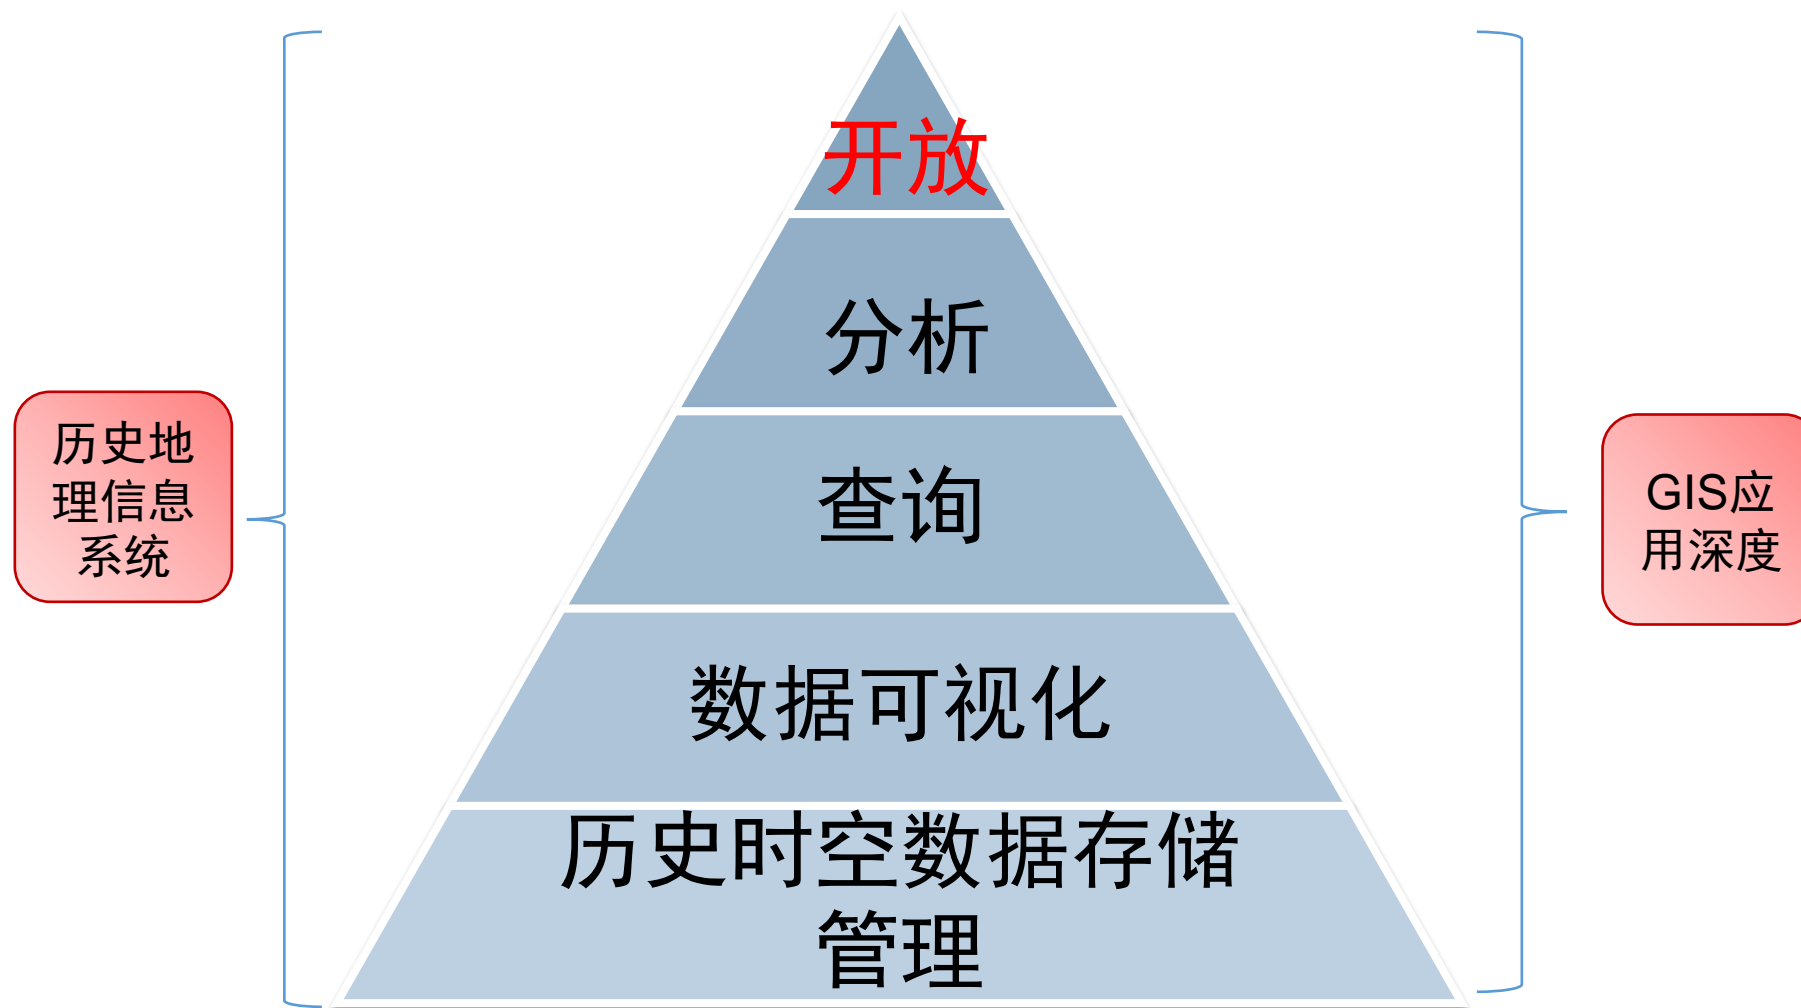 开放
分析
查询
数据可视化
历史时空数据存储
管理
历史地
理信息
系统
GIS应
用深度